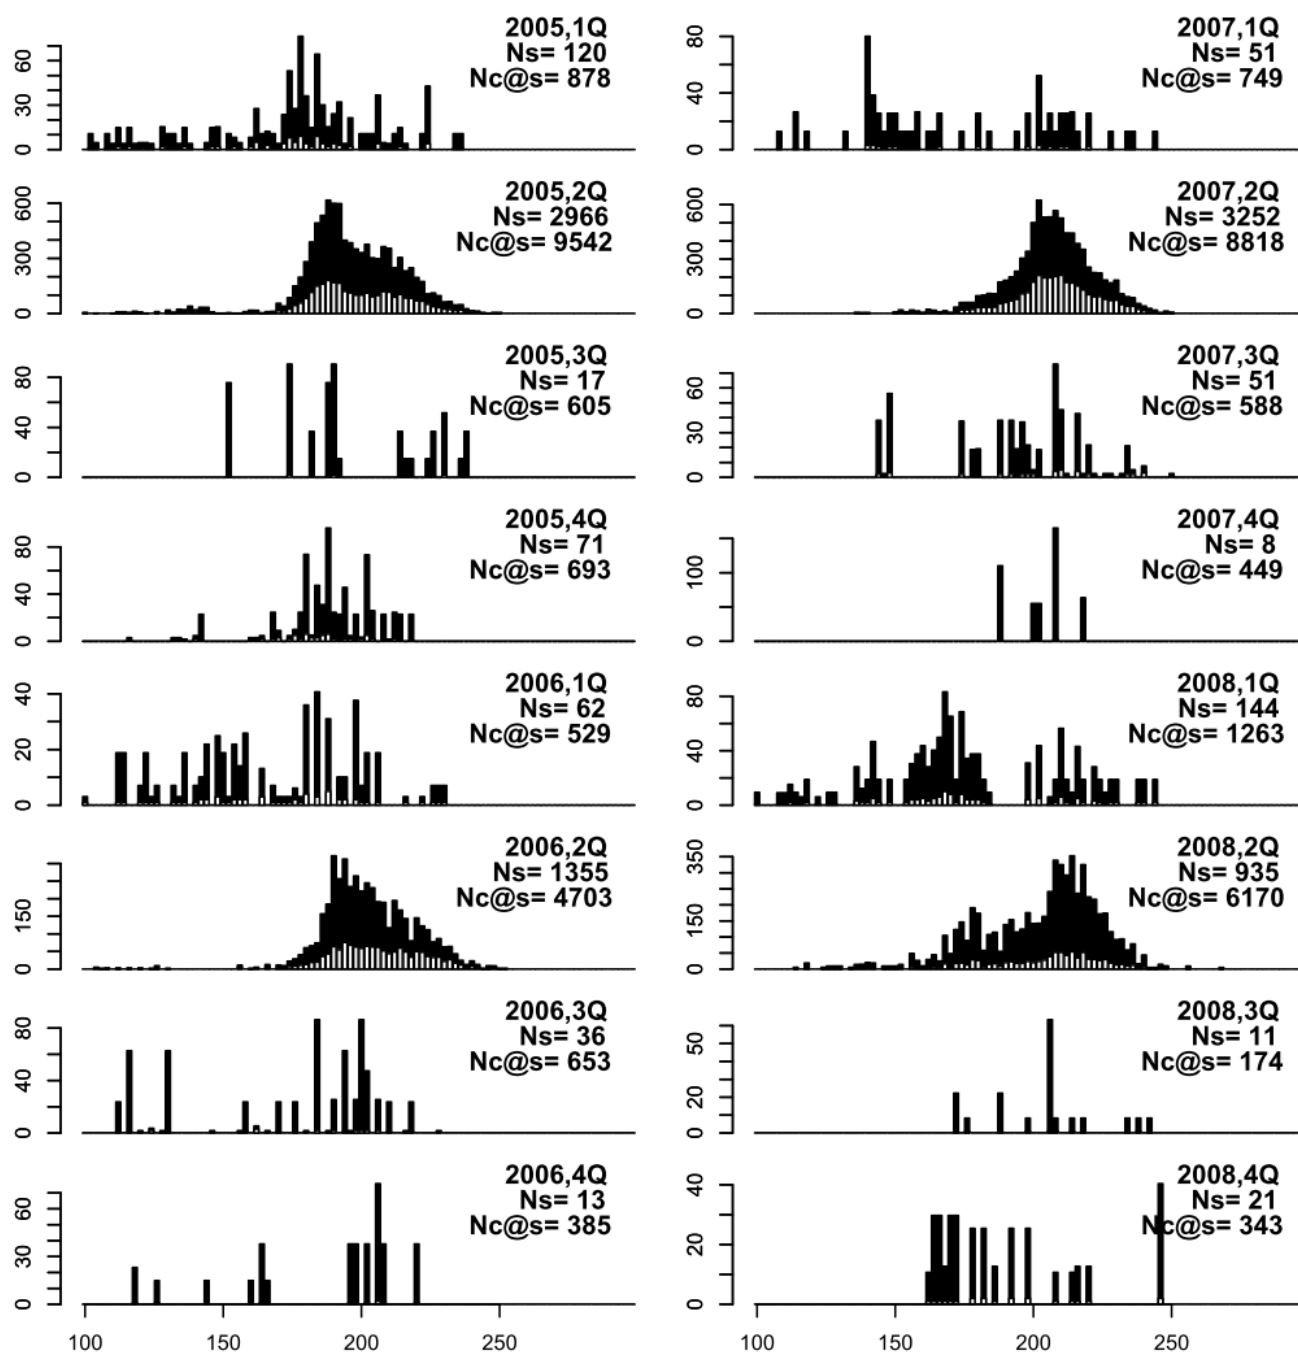 2005,1Q
Ns= 120
Nc@s= 878
0 30 60
2005,2Q
Ns= 2966
Nc@s= 9542
0 300 600
2005,3Q
Ns= 17
Nc@s= 605
0 40 80
2005,4Q
Ns= 71
Nc@s= 693
0 40 80
2006,1Q
Ns= 62
Nc@s= 529
0 20 40
2006,2Q
Ns= 1355
Nc@s= 4703
0 150
2006,3Q
Ns= 36
Nc@s= 653
0 40 80
2006,4Q
Ns= 13
Nc@s= 385
0 30 60
100 150 200 250
2007,1Q
Ns= 51
Nc@s= 749
0 40 80
2007,2Q
Ns= 3252
Nc@s= 8818
0 300 600
2007,3Q
Ns= 51
Nc@s= 588
0 30 60
2007,4Q
Ns= 8
Nc@s= 449
0 100
2008,1Q
Ns= 144
Nc@s= 1263
0 40 80
2008,2Q
Ns= 935
Nc@s= 6170
0 150 350
2008,3Q
Ns= 11
Nc@s= 174
0 20 50
2008,4Q
Ns= 21
Nc@s= 343
0 20 40
100 150 200 250